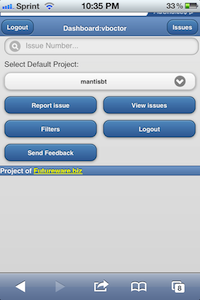 Sprint 10:35 PM 33%
Logout Dashboard:vboctor Issues
Issue Number...
Select Default Project:
mantisbt
Report issue View issues
Filters Logout
Send Feedback
Project of Futureware.biz
8